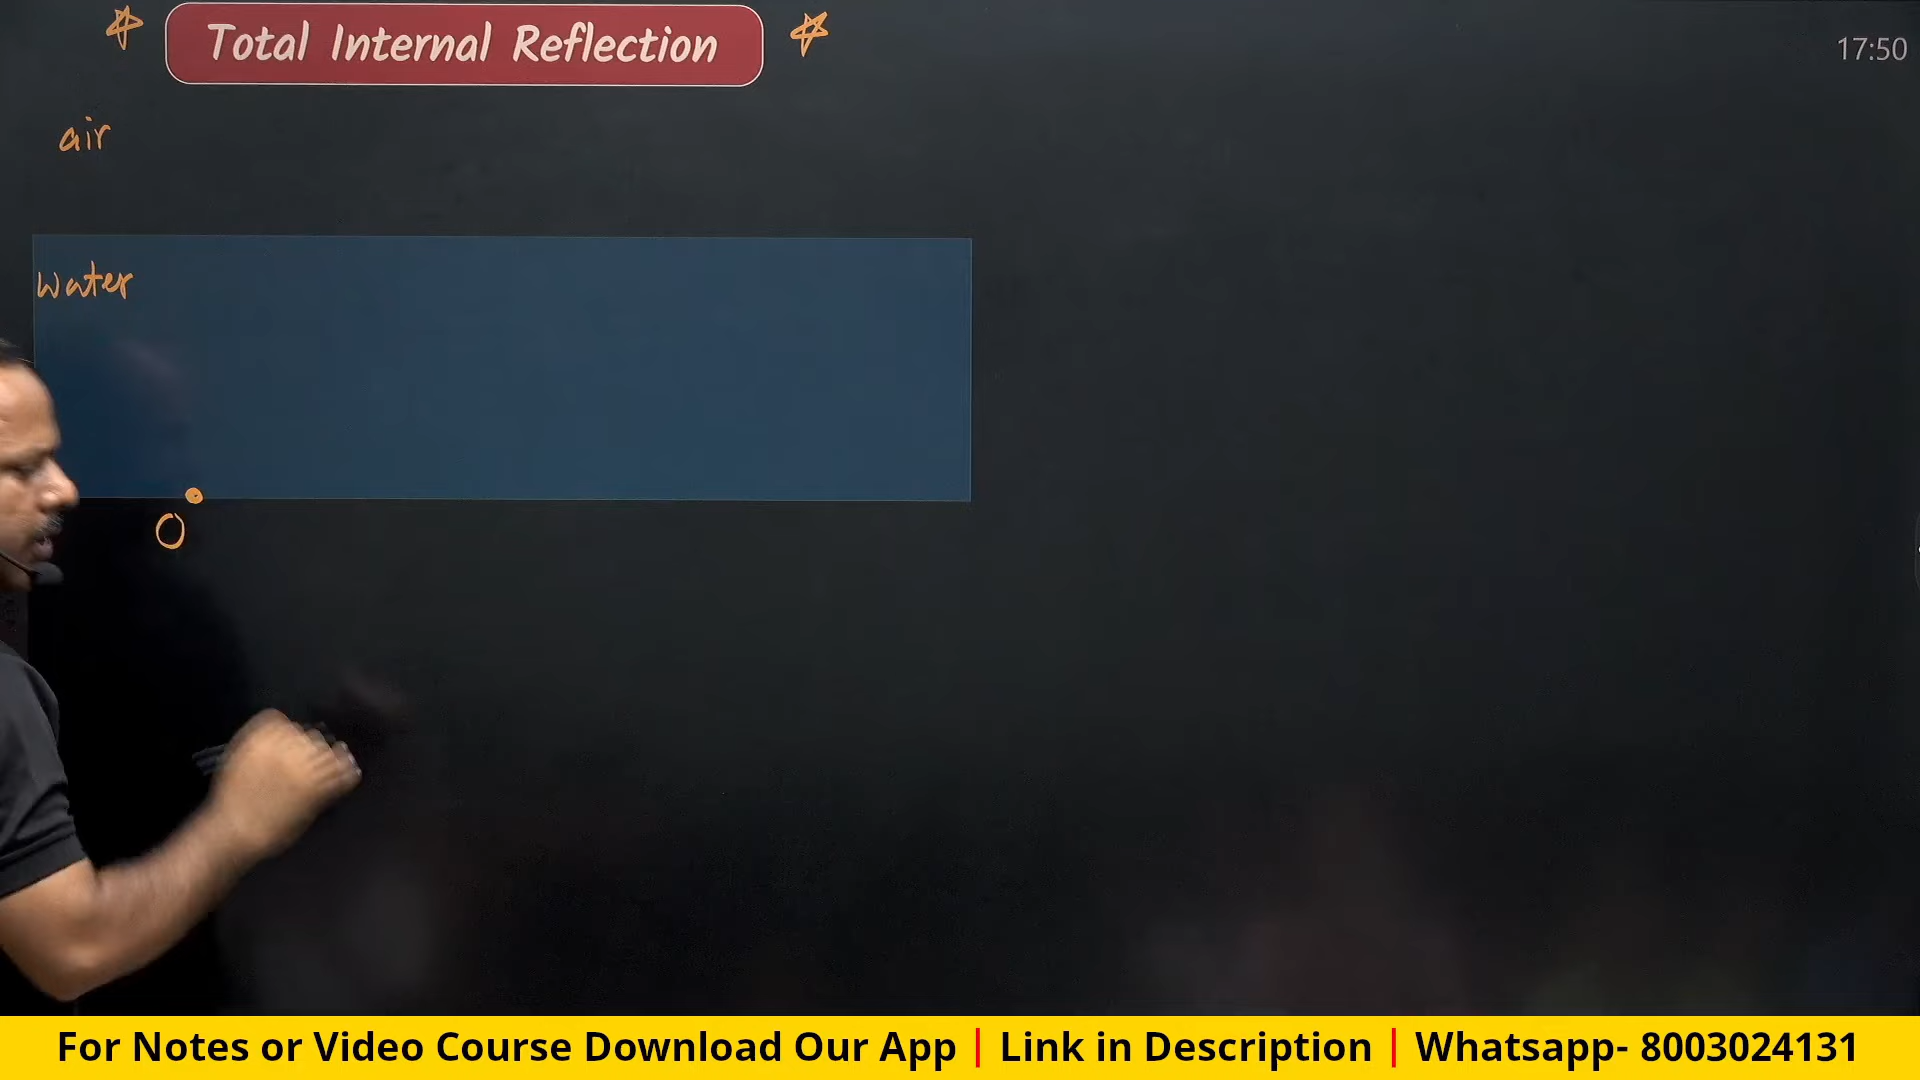 Total Internal Reflection
17:50
air
water
O
For Notes or Video Course Download Our App | Link in Description | Whatsapp- 8003024131